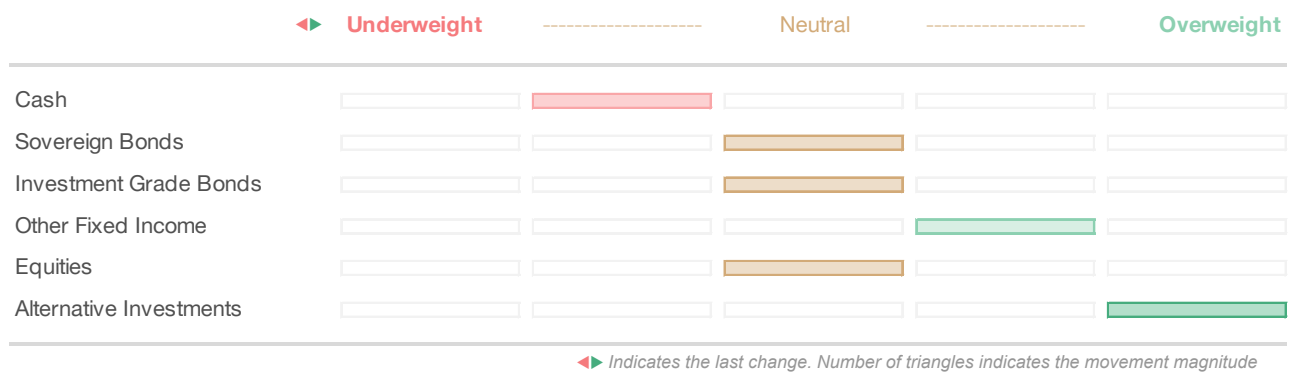 ◀▶ Underweight -------------------- Neutral -------------------- Overweight
Cash
Sovereign Bonds
Investment Grade Bonds
Other Fixed Income
Equities
Alternative Investments
◀▶ Indicates the last change. Number of triangles indicates the movement magnitude